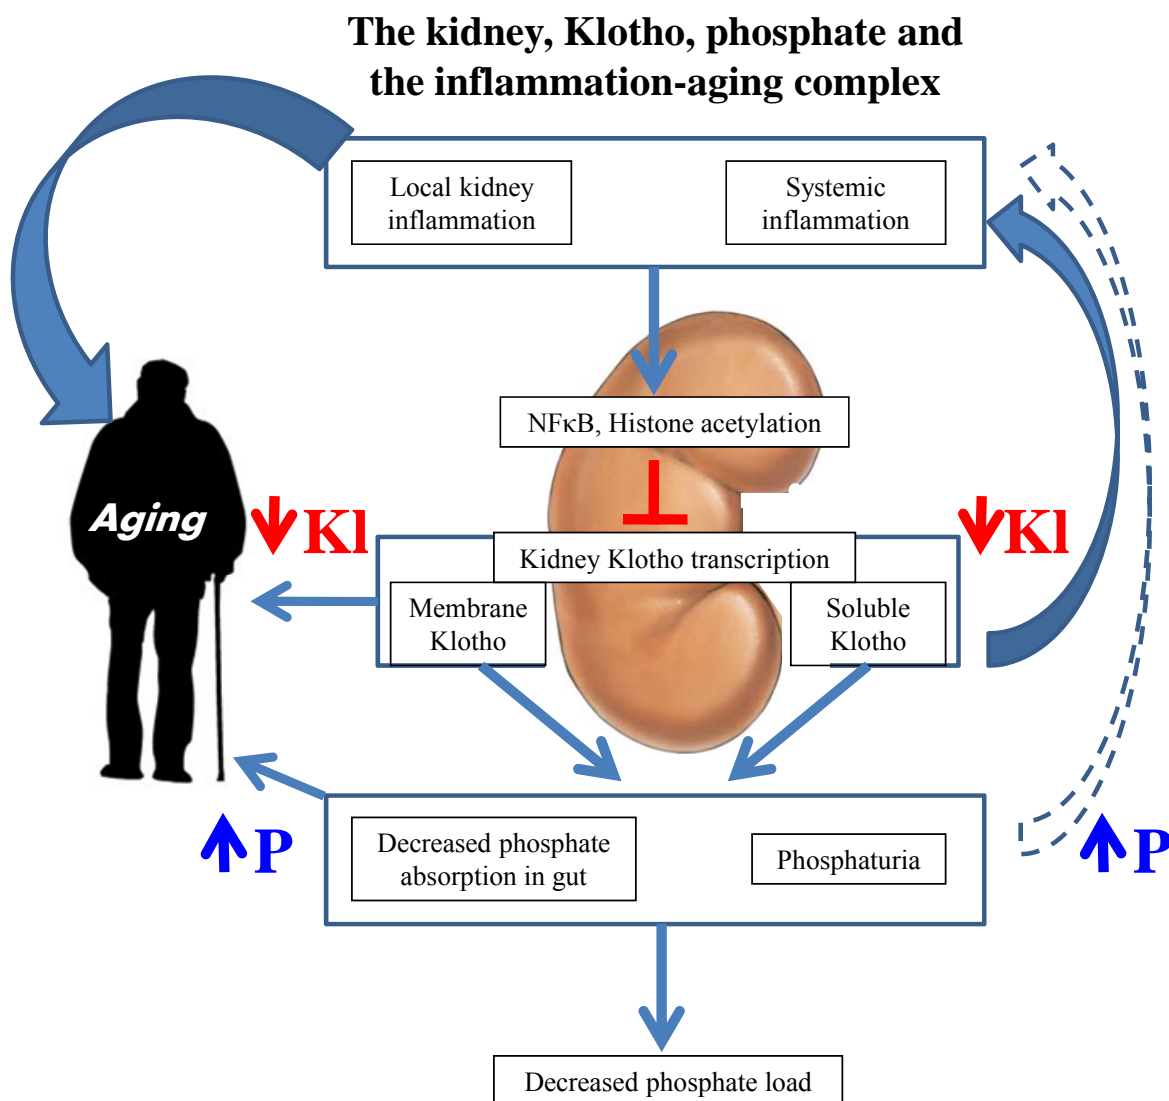 The kidney, Klotho, phosphate and
the inflammation-aging complex
Local kidney
inflammation
Systemic
inflammation
NFκB, Histone acetylation
Aging
Kl
Kl
Kidney Klotho transcription
Membrane
Klotho
Soluble
Klotho
P
P
Decreased phosphate
absorption in gut
Phosphaturia
Decreased phosphate load